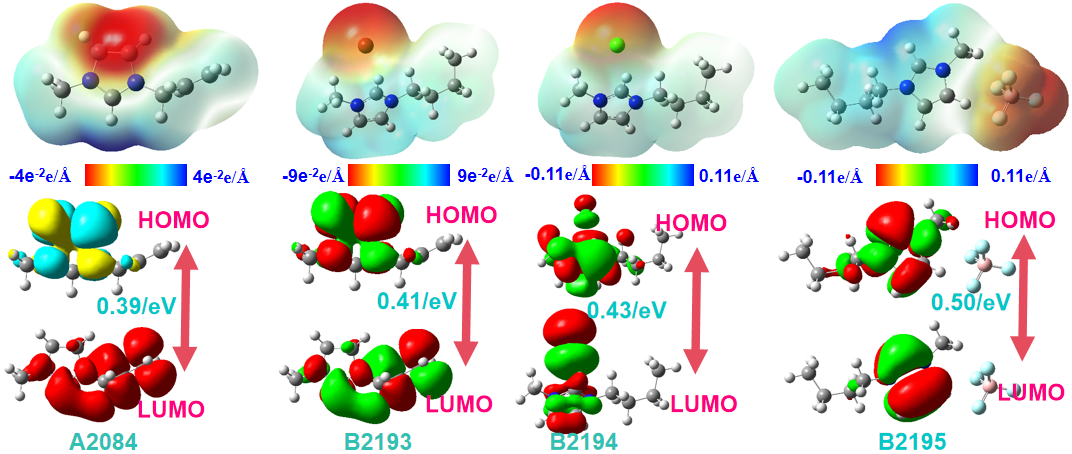 -4e⁻²e/Å 4e⁻²e/Å -9e⁻²e/Å 9e⁻²e/Å -0.11e/Å 0.11e/Å -0.11e/Å 0.11e/Å
HOMO HOMO HOMO HOMO
0.39/eV 0.41/eV 0.43/eV 0.50/eV
LUMO LUMO LUMO LUMO
A2084 B2193 B2194 B2195